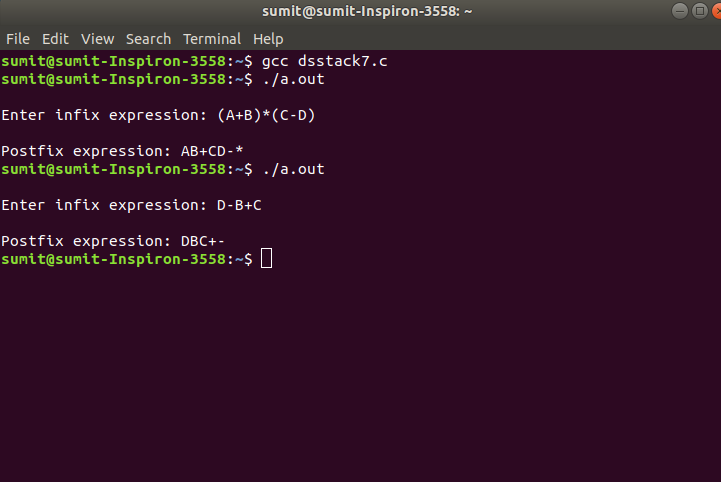 sumit@sumit-Inspiron-3558: ~
File Edit View Search Terminal Help
sumit@sumit-Inspiron-3558:~$ gcc dsstack7.c
sumit@sumit-Inspiron-3558:~$ ./a.out
Enter infix expression: (A+B)*(C-D)
Postfix expression: AB+CD-*
sumit@sumit-Inspiron-3558:~$ ./a.out
Enter infix expression: D-B+C
Postfix expression: DBC+-
sumit@sumit-Inspiron-3558:~$